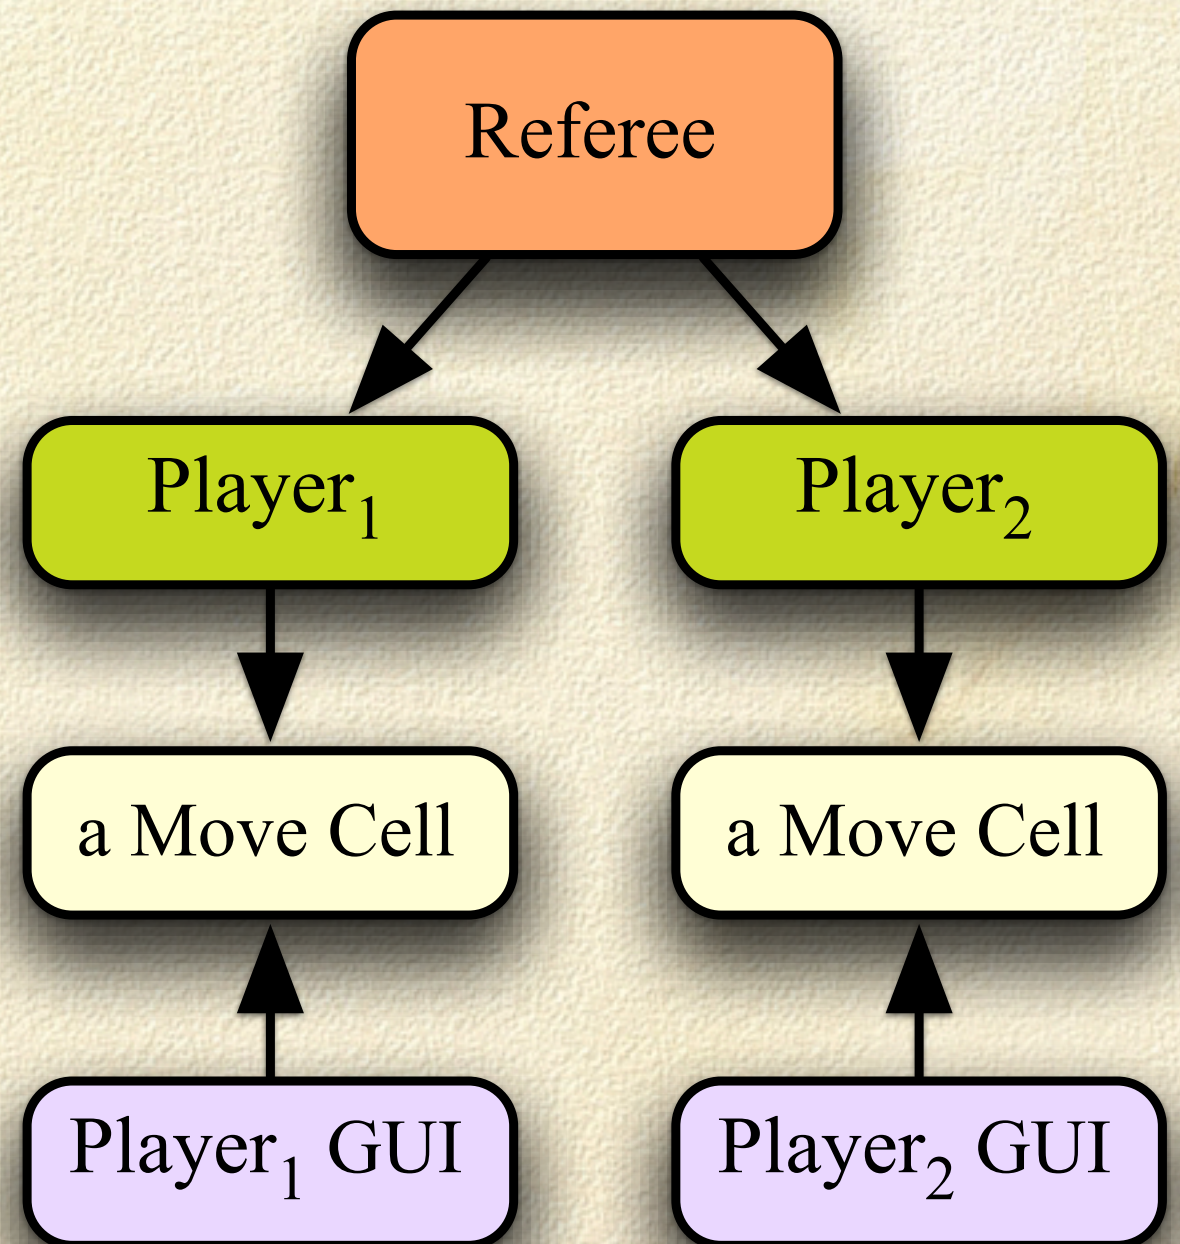 Referee
Player₁
Player₂
a Move Cell
a Move Cell
Player₁ GUI
Player₂ GUI